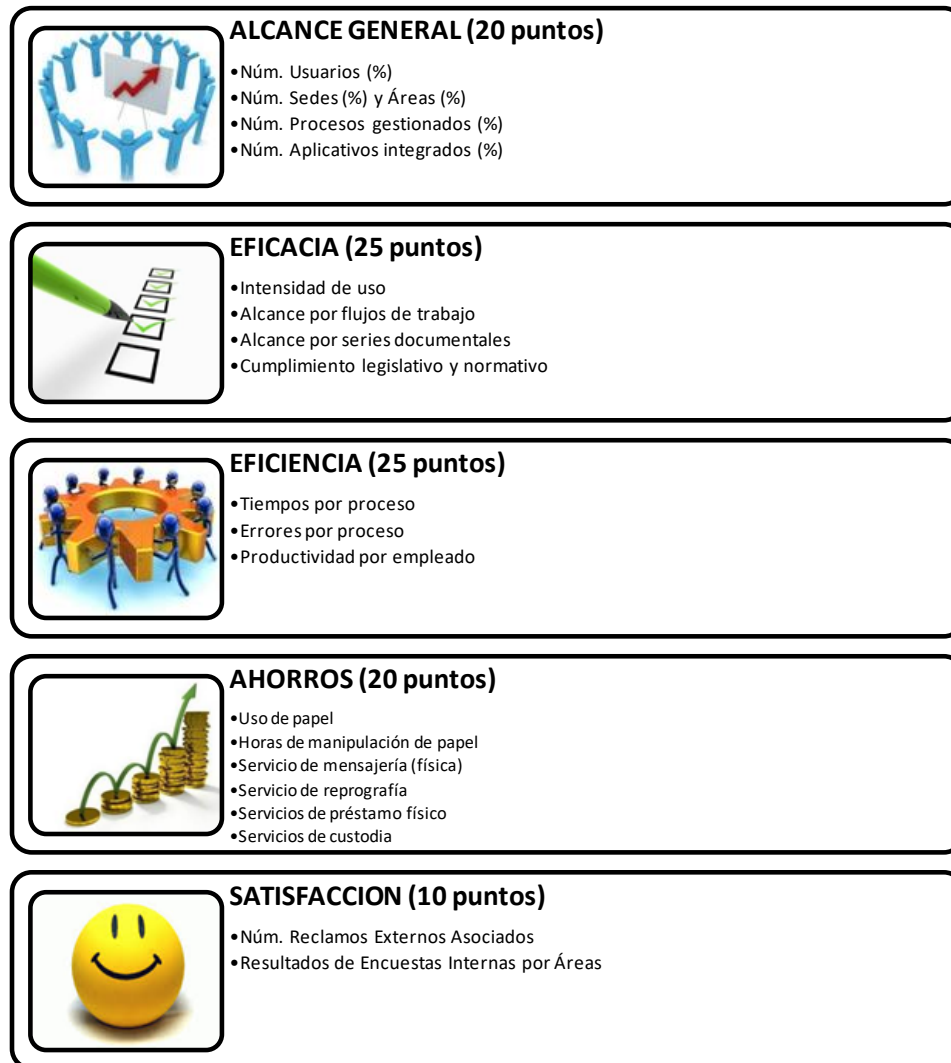 ALCANCE GENERAL (20 puntos)
•Núm. Usuarios (%)
•Núm. Sedes (%) y Áreas (%)
•Núm. Procesos gestionados (%)
•Núm. Aplicativos integrados (%)
EFICACIA (25 puntos)
•Intensidad de uso
•Alcance por flujos de trabajo
•Alcance por series documentales
•Cumplimiento legislativo y normativo
EFICIENCIA (25 puntos)
•Tiempos por proceso
•Errores por proceso
•Productividad por empleado
AHORROS (20 puntos)
•Uso de papel
•Horas de manipulación de papel
•Servicio de mensajería (física)
•Servicio de reprografía
•Servicios de préstamo físico
•Servicios de custodia
SATISFACCION (10 puntos)
•Núm. Reclamos Externos Asociados
•Resultados de Encuestas Internas por Áreas